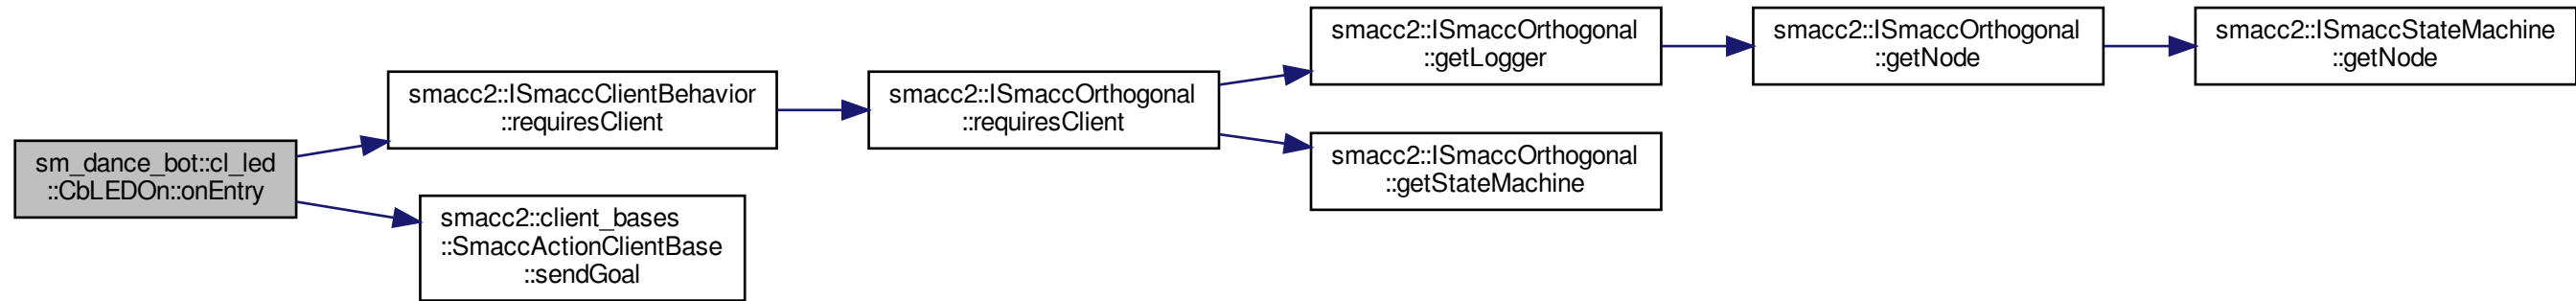 sm_dance_bot::cl_led
::CbLEDOn::onEntry
smacc2::ISmaccClientBehavior
::requiresClient
smacc2::ISmaccOrthogonal
::requiresClient
smacc2::ISmaccOrthogonal
::getLogger
smacc2::ISmaccOrthogonal
::getNode
smacc2::ISmaccStateMachine
::getNode
smacc2::ISmaccOrthogonal
::getStateMachine
smacc2::client_bases
::SmaccActionClientBase
::sendGoal